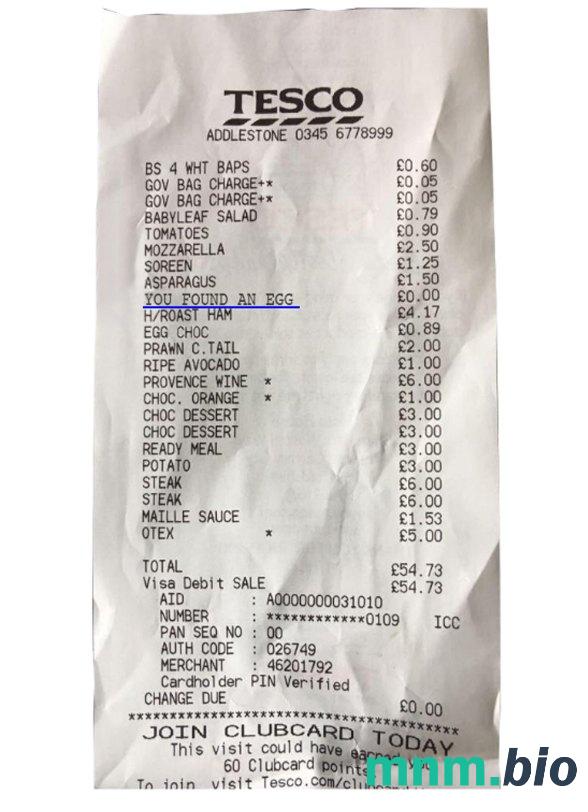 TESCO
ADDLESTONE 0345 6778999
BS 4 WHT BAPS £0.60
GOV BAG CHARGE+* £0.05
GOV BAG CHARGE+* £0.05
BABYLEAF SALAD £0.79
TOMATOES £0.90
MOZZARELLA £2.50
SOREEN £1.25
ASPARAGUS £1.50
YOU FOUND AN EGG £0.00
H/ROAST HAM £4.17
EGG CHOC £0.89
PRAWN C.TAIL £2.00
RIPE AVOCADO £1.00
PROVENCE WINE * £6.00
CHOC. ORANGE * £1.00
CHOC DESSERT £3.00
CHOC DESSERT £3.00
READY MEAL £3.00
POTATO £3.00
STEAK £6.00
STEAK £6.00
MAILLE SAUCE £1.53
OTEX * £5.00
TOTAL £54.73
Visa Debit SALE £54.73
AID : A0000000031010
NUMBER : ************0109 ICC
PAN SEQ NO : 00
AUTH CODE : 026749
MERCHANT : 46201792
Cardholder PIN Verified
CHANGE DUE £0.00
****************************************
JOIN CLUBCARD TODAY
This visit could have earned you
60 Clubcard points
To join, visit Tesco.com/
mnm.bio